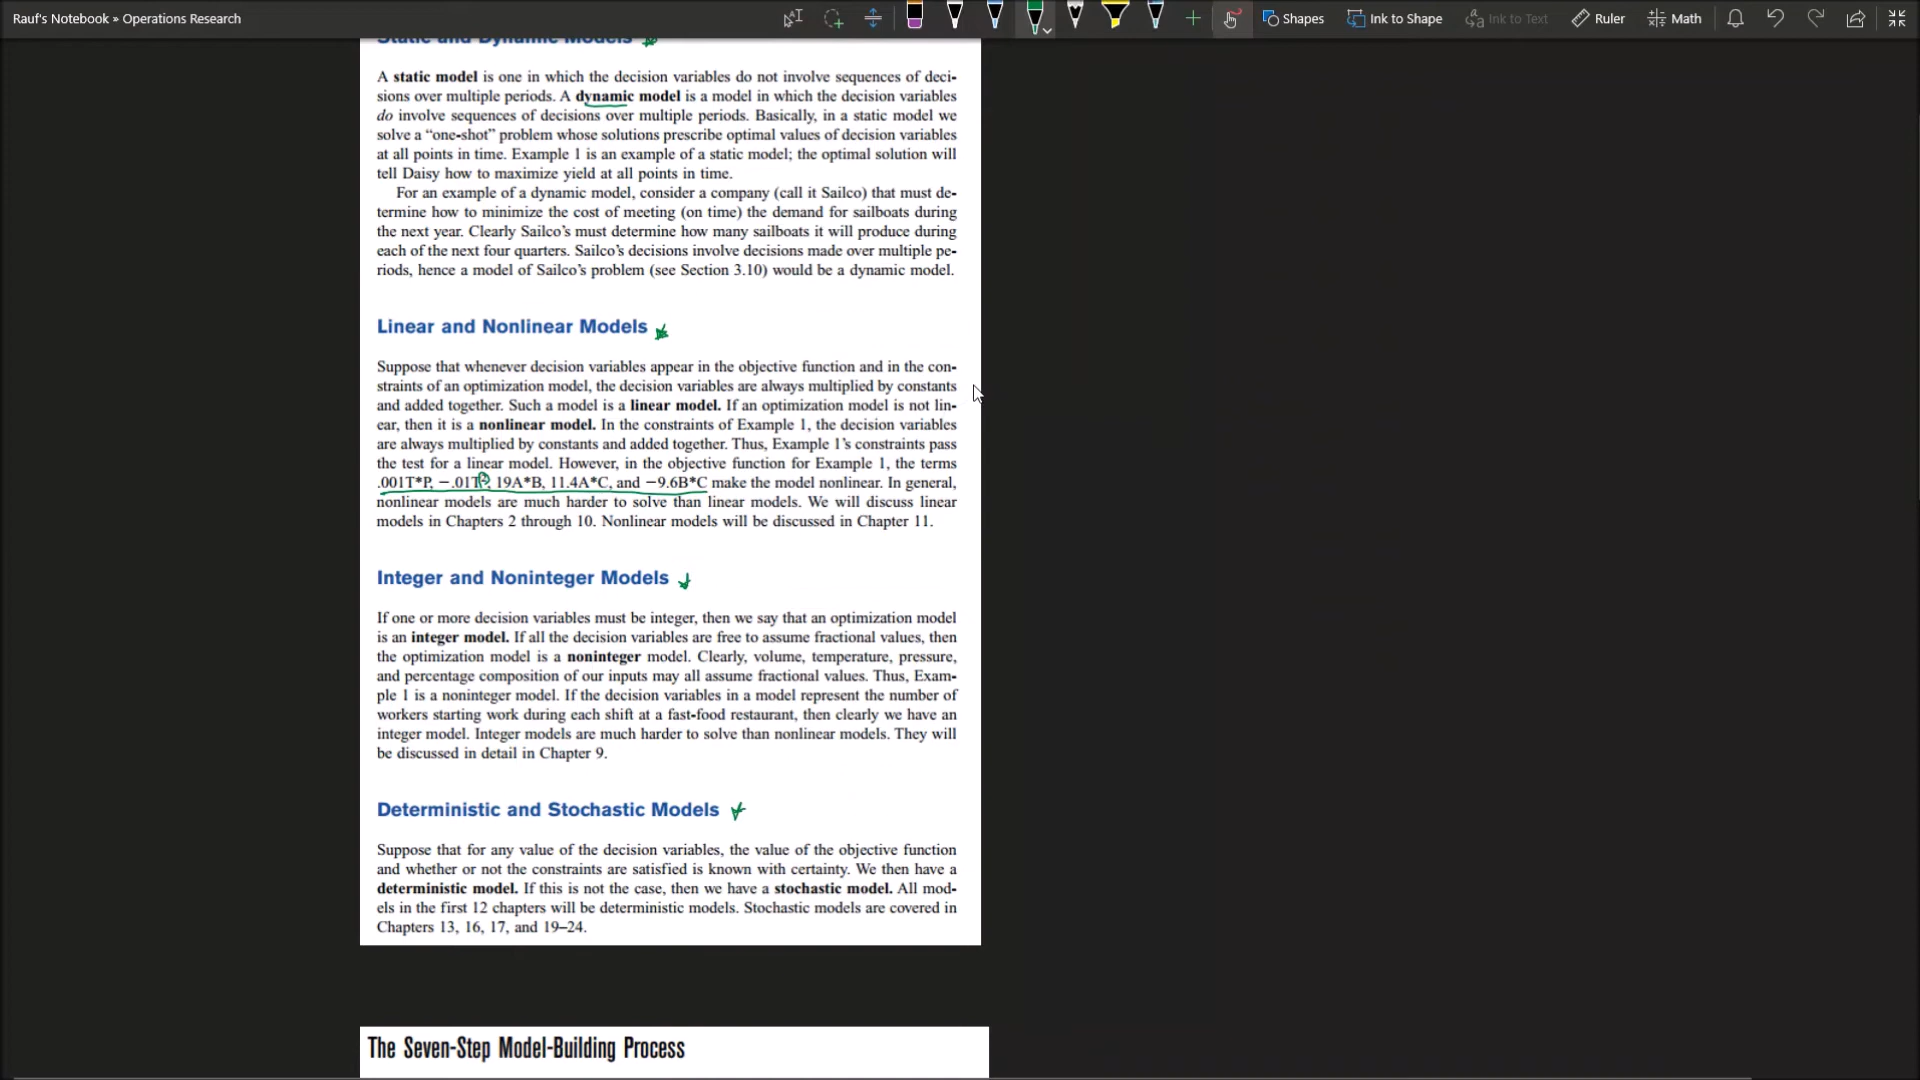 Rauf's Notebook » Operations Research
Shapes
Ink to Shape
Ink to Text
Ruler
Math
Static and Dynamic Models
A static model is one in which the decision variables do not involve sequences of deci-
sions over multiple periods. A dynamic model is a model in which the decision variables
do involve sequences of decisions over multiple periods. Basically, in a static model we
solve a “one-shot” problem whose solutions prescribe optimal values of decision variables
at all points in time. Example 1 is an example of a static model; the optimal solution will
tell Daisy how to maximize yield at all points in time.
For an example of a dynamic model, consider a company (call it Sailco) that must de-
termine how to minimize the cost of meeting (on time) the demand for sailboats during
the next year. Clearly Sailco’s must determine how many sailboats it will produce during
each of the next four quarters. Sailco’s decisions involve decisions made over multiple pe-
riods, hence a model of Sailco’s problem (see Section 3.10) would be a dynamic model.
Linear and Nonlinear Models
Suppose that whenever decision variables appear in the objective function and in the con-
straints of an optimization model, the decision variables are always multiplied by constants
and added together. Such a model is a linear model. If an optimization model is not lin-
ear, then it is a nonlinear model. In the constraints of Example 1, the decision variables
are always multiplied by constants and added together. Thus, Example 1’s constraints pass
the test for a linear model. However, in the objective function for Example 1, the terms
.001T*P, −.01T², 19A*B, 11.4A*C, and −9.6B*C make the model nonlinear. In general,
nonlinear models are much harder to solve than linear models. We will discuss linear
models in Chapters 2 through 10. Nonlinear models will be discussed in Chapter 11.
Integer and Noninteger Models
If one or more decision variables must be integer, then we say that an optimization model
is an integer model. If all the decision variables are free to assume fractional values, then
the optimization model is a noninteger model. Clearly, volume, temperature, pressure,
and percentage composition of our inputs may all assume fractional values. Thus, Exam-
ple 1 is a noninteger model. If the decision variables in a model represent the number of
workers starting work during each shift at a fast-food restaurant, then clearly we have an
integer model. Integer models are much harder to solve than nonlinear models. They will
be discussed in detail in Chapter 9.
Deterministic and Stochastic Models
Suppose that for any value of the decision variables, the value of the objective function
and whether or not the constraints are satisfied is known with certainty. We then have a
deterministic model. If this is not the case, then we have a stochastic model. All mod-
els in the first 12 chapters will be deterministic models. Stochastic models are covered in
Chapters 13, 16, 17, and 19–24.
The Seven-Step Model-Building Process